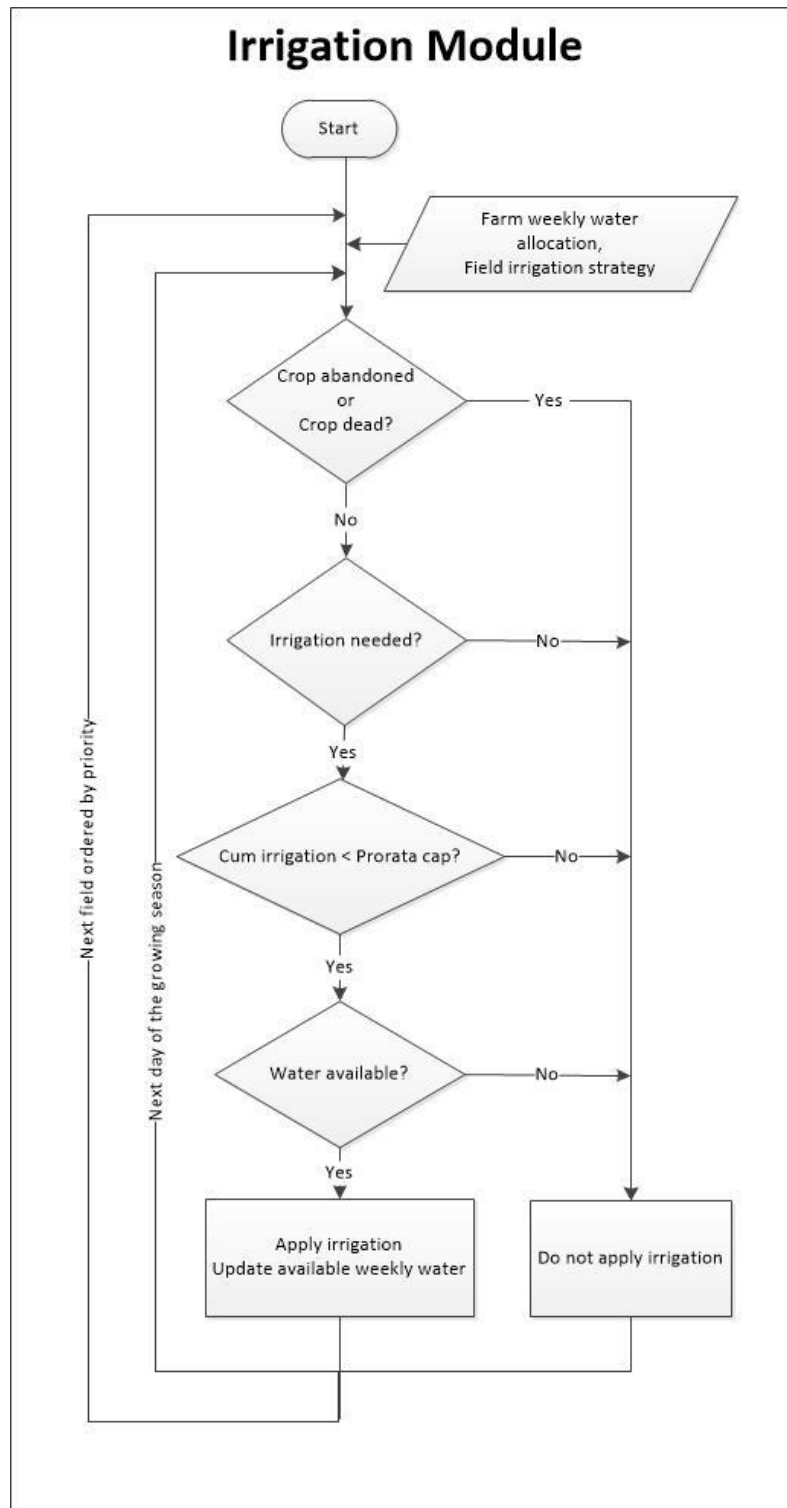 Irrigation Module
Start
Farm weekly water
allocation,
Field irrigation strategy
Crop abandoned
or
Crop dead?
Yes
No
Irrigation needed?
No
Yes
Cum irrigation < Prorata cap?
No
Yes
Water available?
No
Yes
Apply irrigation
Update available weekly water
Do not apply irrigation
Next field ordered by priority
Next day of the growing season